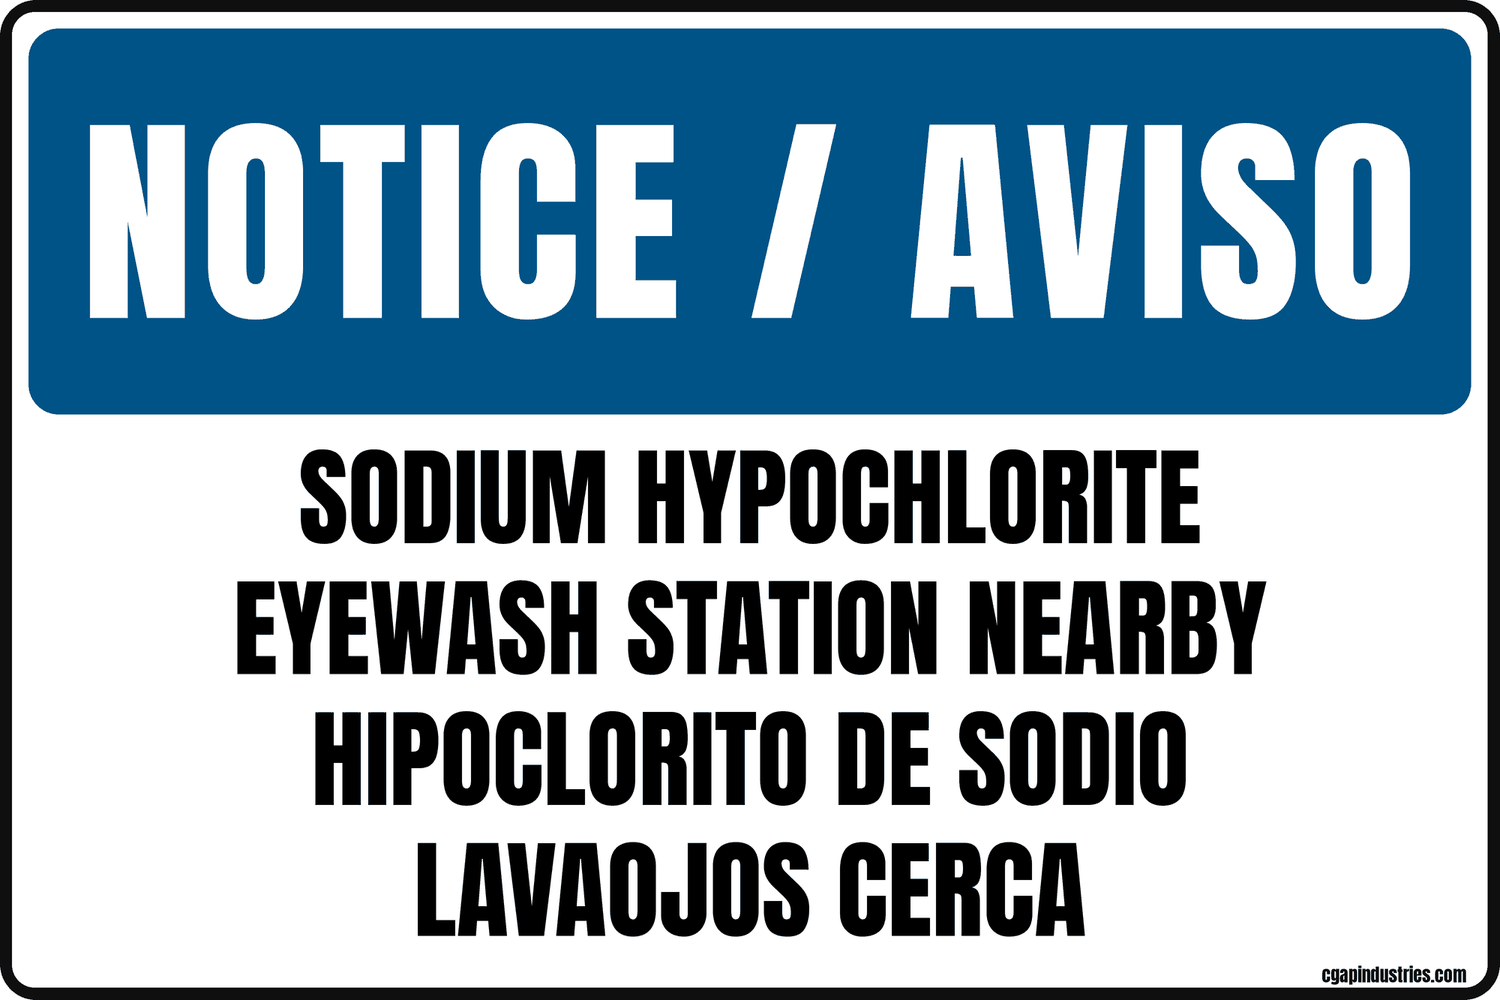 NOTICE / AVISO
SODIUM HYPOCHLORITE
EYEWASH STATION NEARBY
HIPOCLORITO DE SODIO
LAVAOJOS CERCA
cgapindustries.com